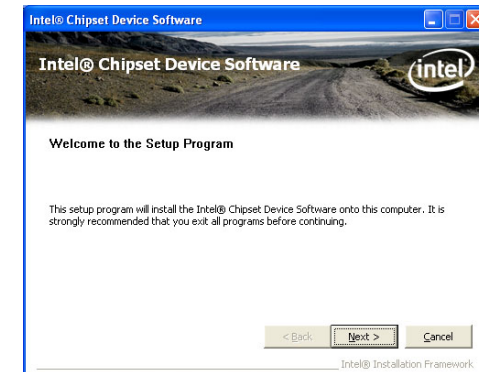 Intel® Chipset Device Software
Intel® Chipset Device Software
intel
Welcome to the Setup Program
This setup program will install the Intel® Chipset Device Software onto this computer. It is
strongly recommended that you exit all programs before continuing.
< Back Next > Cancel
Intel® Installation Framework